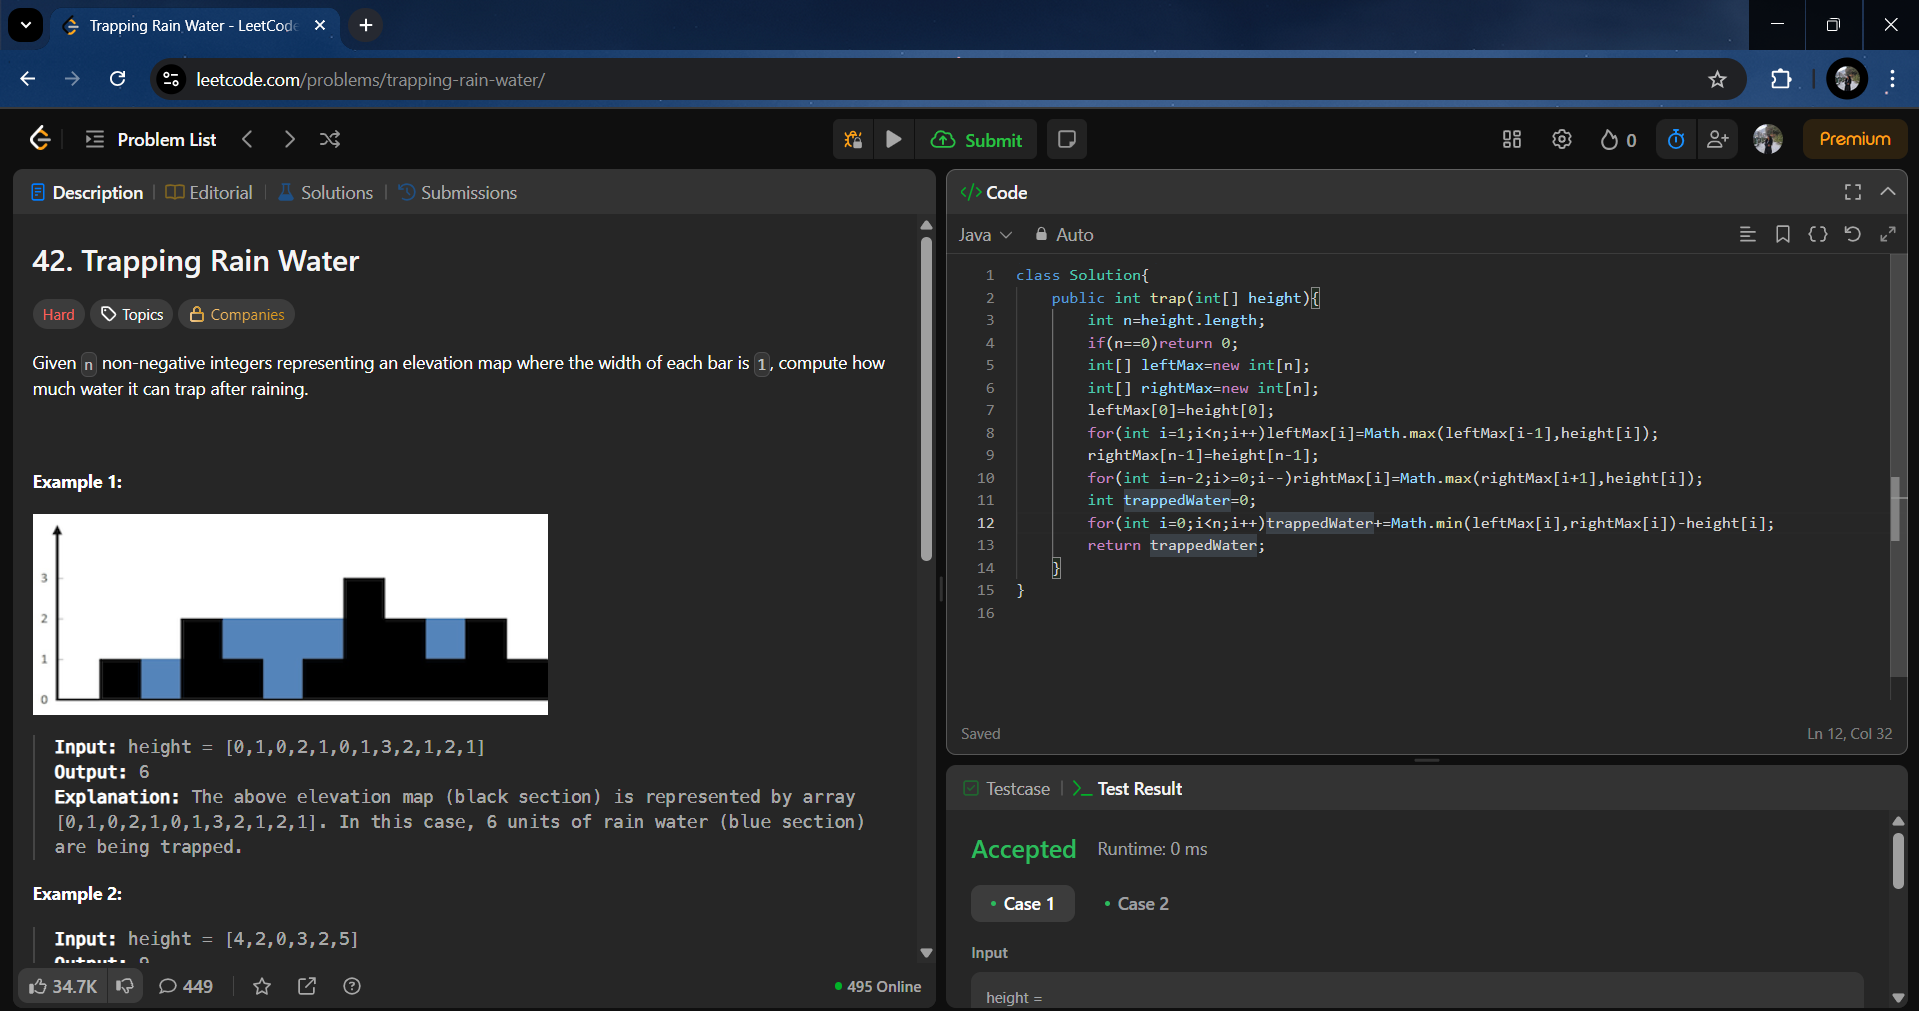 Trapping Rain Water - LeetCode
leetcode.com/problems/trapping-rain-water/
Problem List
Submit
0
Premium
Description
Editorial
Solutions
Submissions
42. Trapping Rain Water
Hard
Topics
Companies
Given n non-negative integers representing an elevation map where the width of each bar is 1, compute how
much water it can trap after raining.
Example 1:
3
2
1
0
Input: height = [0,1,0,2,1,0,1,3,2,1,2,1]
Output: 6
Explanation: The above elevation map (black section) is represented by array
[0,1,0,2,1,0,1,3,2,1,2,1]. In this case, 6 units of rain water (blue section)
are being trapped.
Example 2:
Input: height = [4,2,0,3,2,5]
Output: 9
34.7K
449
495 Online
</> Code
Java
Auto
1 class Solution{
2 public int trap(int[] height){
3 int n=height.length;
4 if(n==0)return 0;
5 int[] leftMax=new int[n];
6 int[] rightMax=new int[n];
7 leftMax[0]=height[0];
8 for(int i=1;i<n;i++)leftMax[i]=Math.max(leftMax[i-1],height[i]);
9 rightMax[n-1]=height[n-1];
10 for(int i=n-2;i>=0;i--)rightMax[i]=Math.max(rightMax[i+1],height[i]);
11 int trappedWater=0;
12 for(int i=0;i<n;i++)trappedWater+=Math.min(leftMax[i],rightMax[i])-height[i];
13 return trappedWater;
14 }
15 }
16
Saved
Ln 12, Col 32
Testcase
Test Result
Accepted
Runtime: 0 ms
Case 1
Case 2
Input
height =